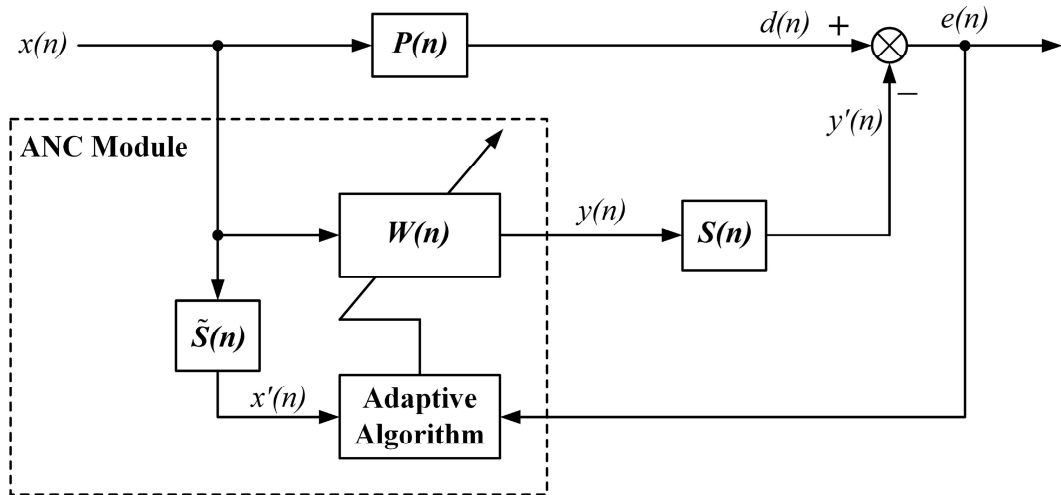 x(n)
P(n)
d(n)
+
e(n)
−
y'(n)
ANC Module
W(n)
y(n)
S(n)
S̃(n)
x'(n)
Adaptive
Algorithm